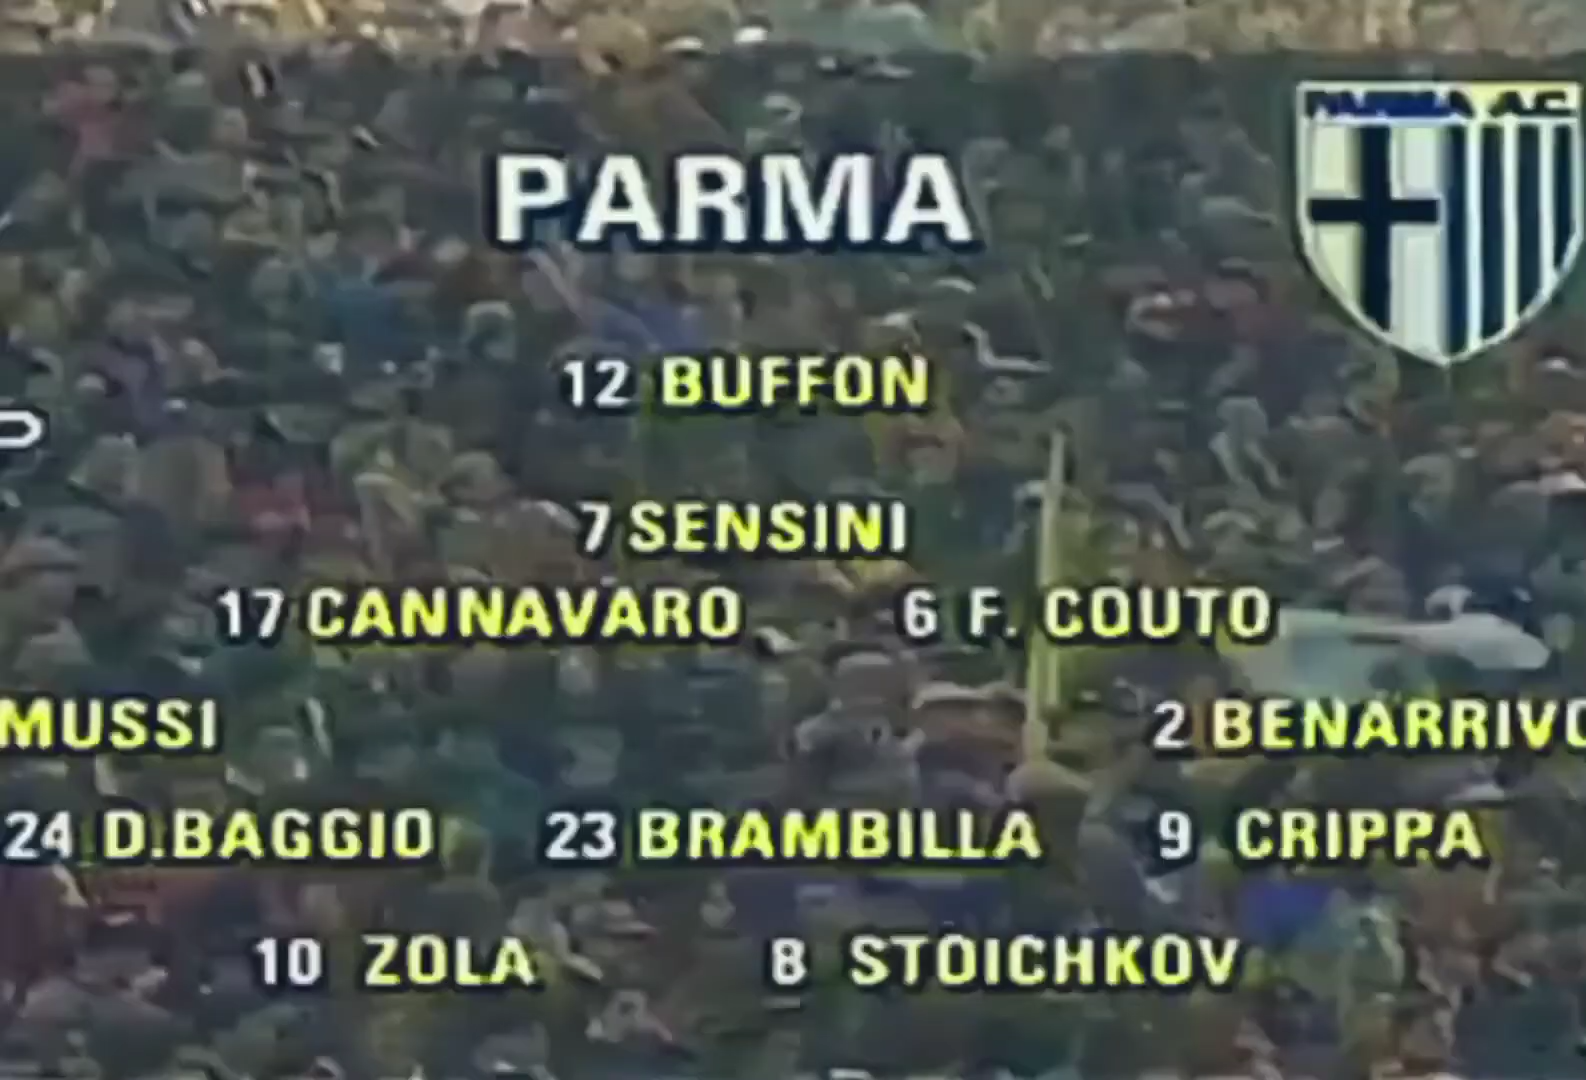 PARMA A.C.
PARMA
12 BUFFON
7 SENSINI
17 CANNAVARO 6 F. COUTO
MUSSI 2 BENARRIVO
24 D.BAGGIO 23 BRAMBILLA 9 CRIPPA
10 ZOLA 8 STOICHKOV